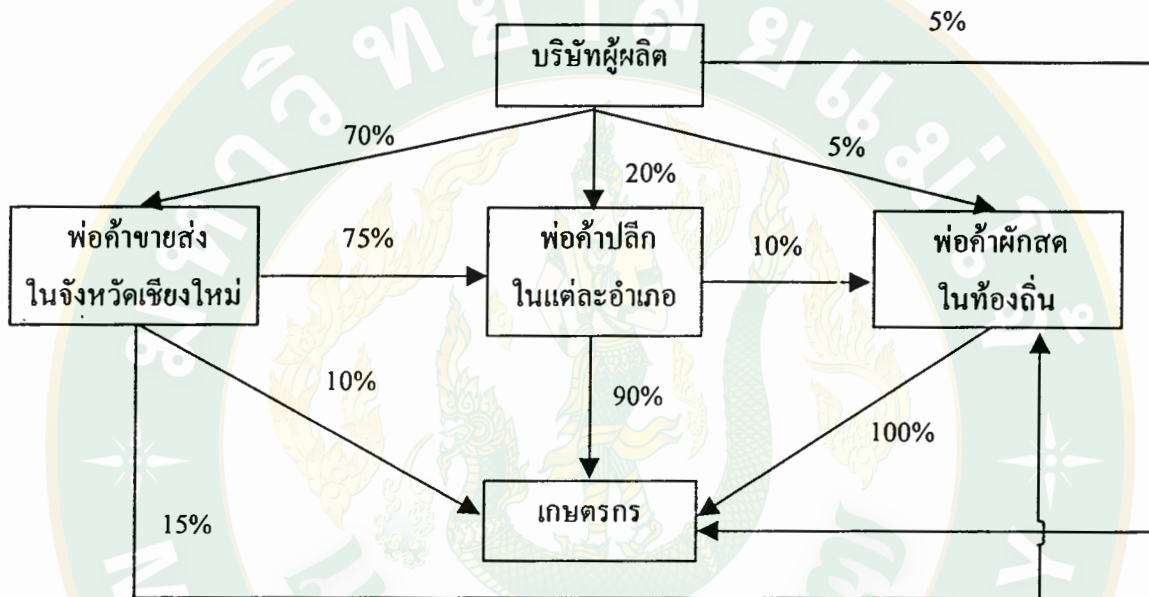 5%
บริษัทผู้ผลิต
70%
20%
5%
พ่อค้าขายส่ง
ในจังหวัดเชียงใหม่
75%
พ่อค้าปลีก
ในแต่ละอำเภอ
10%
พ่อค้าผักสด
ในท้องถิ่น
10%
90%
100%
15%
เกษตรกร